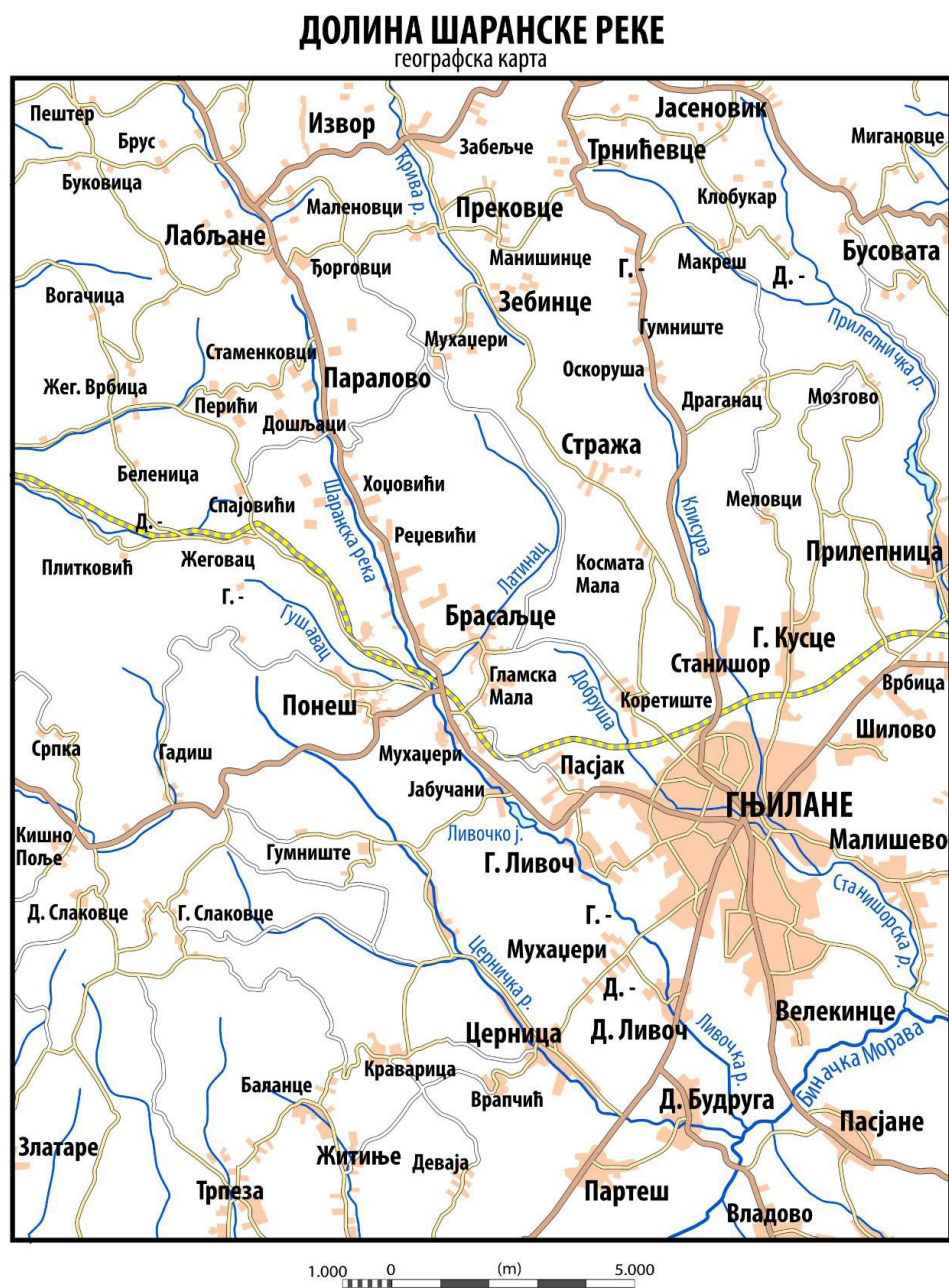 ДОЛИНА ШАРАНСКЕ РЕКЕ
географска карта
Пештер
Брус
Извор
Јасеновик
Забељче
Трнићевце
Мигановце
Буковица
Крива р.
Маленовци
Прековце
Клобукар
Лабљане
Ђорговци
Манишинце
Г. -
Макреш
Д. -
Бусовата
Вогачица
Зебинце
Гумниште
Прилепничка р.
Стаменковци
Мухаџери
Жег. Врбица
Перићи
Паралово
Оскоруша
Драганац
Мозгово
Дошљаци
Стража
Беленица
Спајовићи
Хоџовићи
Меловци
Д. -
Шаранска река
Клисура
Плитковић
Жеговац
Рецевићи
Латинац
Космата
Мала
Прилепница
Г. -
Гушавац
Брасаљце
Г. Кусце
Станишор
Гламска
Мала
Добруша
Коретиште
Врбица
Понеш
Шилово
Српка
Гадиш
Мухаџери
Пасјак
Јабучани
ГЊИЛАНЕ
Кишно
Поље
Гумниште
Ливочко ј.
Г. Ливоч
Малишево
Д. Слаковце
Г. Слаковце
Г. -
Мухаџери
Станишорска р.
Церничка р.
Д. -
Церница
Д. Ливоч
Ливочка р.
Велекинце
Биначка Морава
Краварица
Баланце
Врапчић
Д. Будруга
Пасјане
Златаре
Житиње
Деваја
Трпеза
Партеш
Владово
1.000 0 (m) 5.000